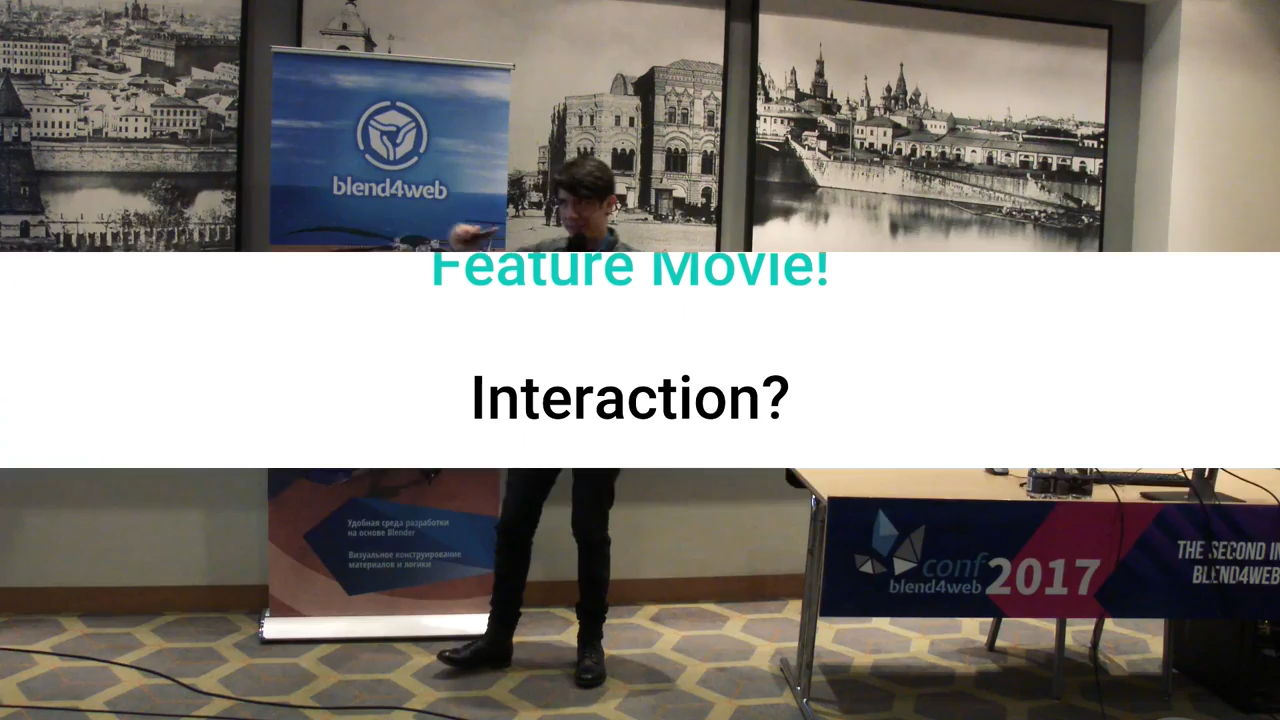 blend4web
Feature Movie!
Interaction?
Удобная среда разработки
на основе Blender
Визуальное конструирование
материалов и логики
conf
blend4web
2017
THE SECOND
BLEND4WEB